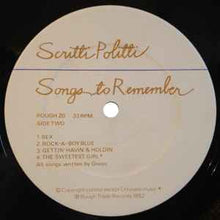 Scritti Politti
Songs to Remember
ROUGH 20 33 RPM
SIDE TWO
1 SEX
2 ROCK-A-BOY BLUE
3 GETTIN' HAVIN' & HOLDIN'
4 THE SWEETEST GIRL*
All songs written by Green
Rough Trade Records 1982